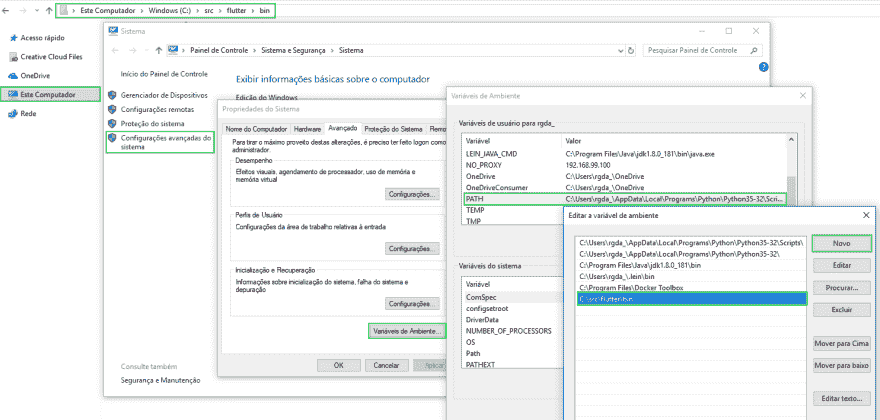 Este Computador > Windows (C:) > src > flutter > bin
Acesso rápido
Creative Cloud Files
OneDrive
Este Computador
Rede
Sistema
Painel de Controle > Sistema e Segurança > Sistema
Pesquisar Painel de Controle
Início do Painel de Controle
Gerenciador de Dispositivos
Configurações remotas
Proteção do sistema
Configurações avançadas do
sistema
Consulte também
Segurança e Manutenção
Exibir informações básicas sobre o computador
Edição do Windows
Propriedades do Sistema
Nome do Computador Hardware Avançado Proteção do Sistema Remo
Para tirar o máximo proveito destas alterações, é preciso ter feito logon como
administrador.
Desempenho
Efeitos visuais, agendamento de processador, uso de memória e
memória virtual
Configurações...
Perfis de Usuário
Configurações da área de trabalho relativas à entrada
Configurações...
Inicialização e Recuperação
Informações sobre inicialização do sistema, falha do sistema e
depuração
Configurações...
Variáveis de Ambiente...
OK Cancelar Aplicar
Variáveis de Ambiente
Variáveis de usuário para rgda_
Variável Valor
LEIN_JAVA_CMD C:\Program Files\Java\jdk1.8.0_181\bin\java.exe
NO_PROXY 192.168.99.100
OneDrive C:\Users\rgda_\OneDrive
OneDriveConsumer C:\Users\rgda_\OneDrive
PATH C:\Users\rgda_\AppData\Local\Programs\Python\Python35-32\Scri...
TEMP
TMP
Variáveis do sistema
Variável
ComSpec
configsetroot
DriverData
NUMBER_OF_PROCESSORS
OS
Path
PATHEXT
Editar a variável de ambiente
C:\Users\rgda_\AppData\Local\Programs\Python\Python35-32\Scripts\
C:\Users\rgda_\AppData\Local\Programs\Python\Python35-32\
C:\Program Files\Java\jdk1.8.0_181\bin
C:\Users\rgda_\.lein\bin
C:\Program Files\Docker Toolbox
C:\src\flutter\bin
Novo
Editar
Procurar...
Excluir
Mover para Cima
Mover para baixo
Editar texto...